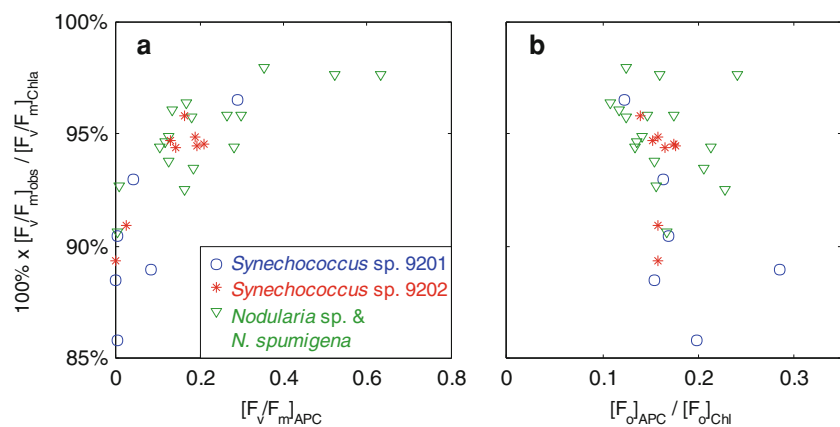 100% x [Fv/Fm]obs / [Fv/Fm]Chla
100%
95%
90%
85%
a
Synechococcus sp. 9201
Synechococcus sp. 9202
Nodularia sp. &
N. spumigena
0
0.2
0.4
0.6
0.8
[Fv/Fm]APC
b
0.1
0.2
0.3
[Fo]APC / [Fo]Chl